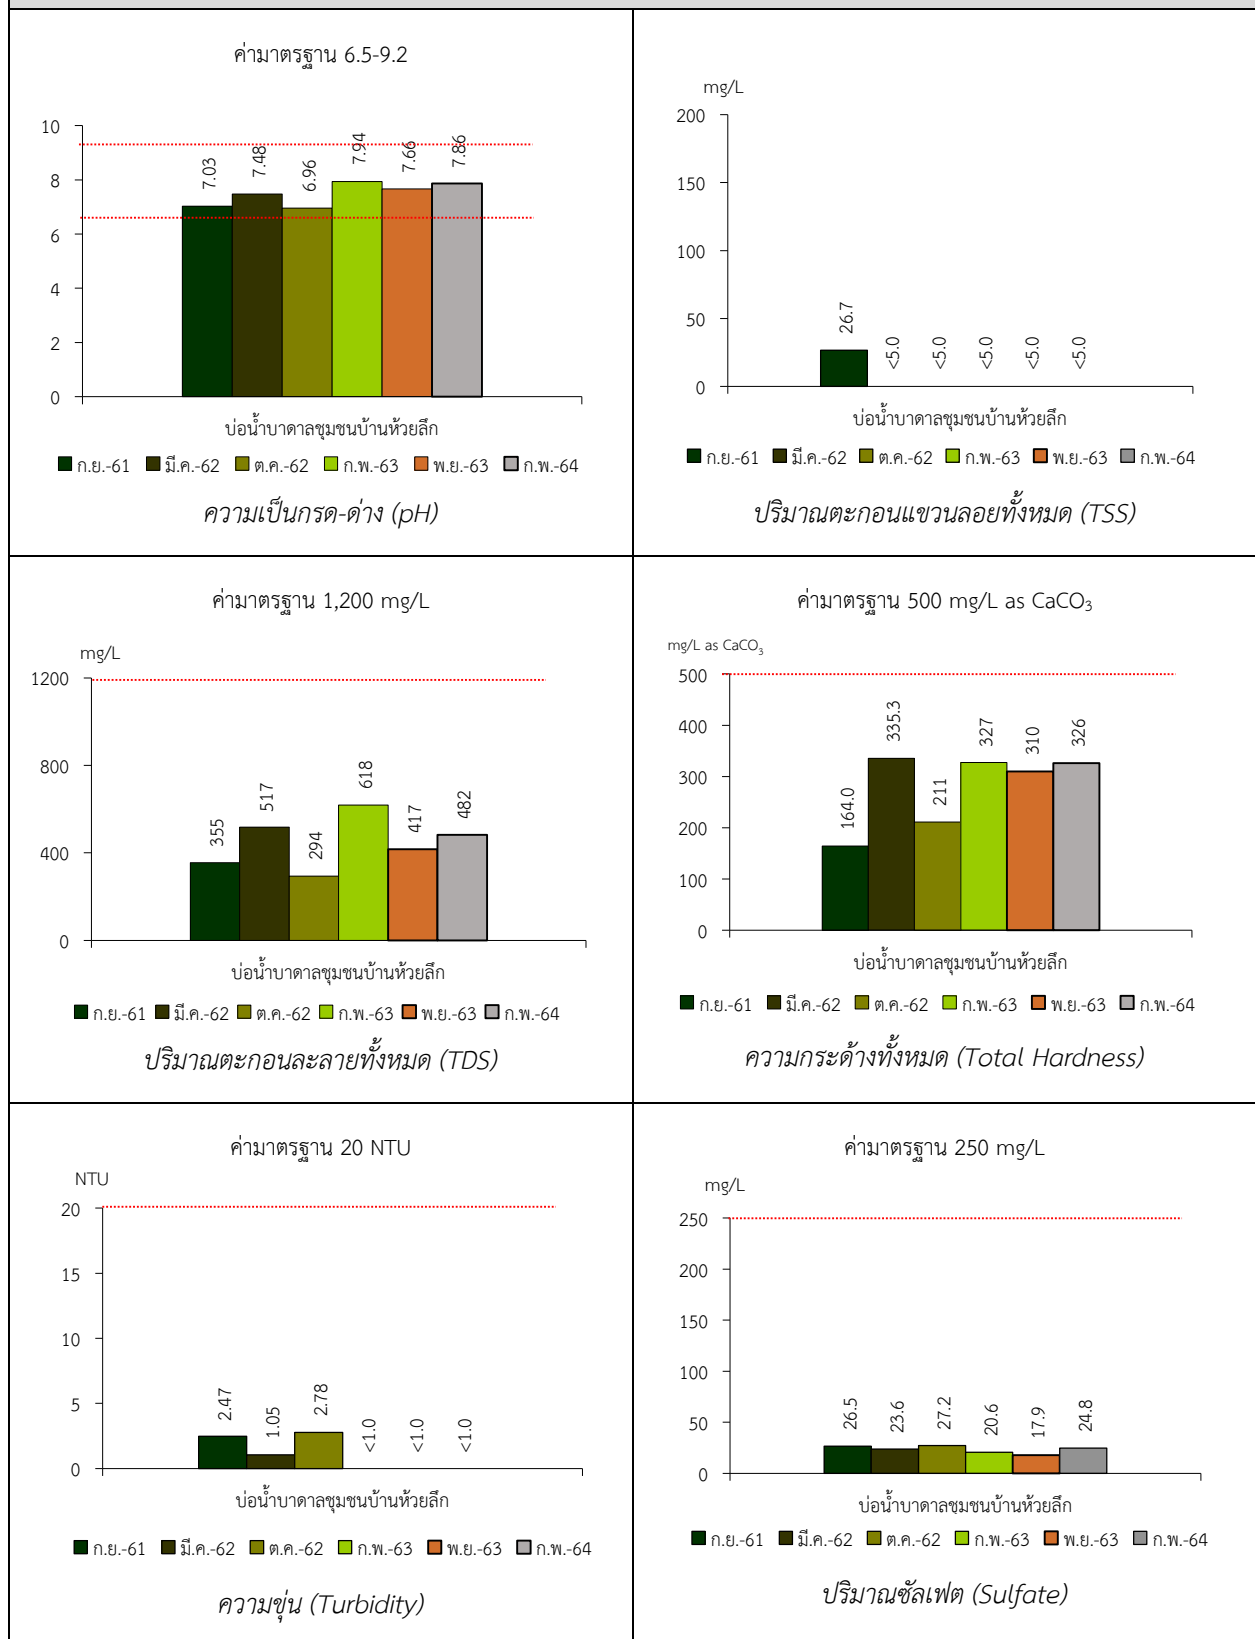 ค่ามาตรฐาน 6.5-9.2
10
8
6
4
2
0
7.03
7.48
6.96
7.94
7.66
7.86
บ่อน้ำบาดาลชุมชนบ้านห้วยลึก
ก.ย.-61 มี.ค.-62 ต.ค.-62 ก.พ.-63 พ.ย.-63 ก.พ.-64
ความเป็นกรด-ด่าง (pH)
mg/L
200
150
100
50
0
26.7
<5.0
<5.0
<5.0
<5.0
<5.0
บ่อน้ำบาดาลชุมชนบ้านห้วยลึก
ก.ย.-61 มี.ค.-62 ต.ค.-62 ก.พ.-63 พ.ย.-63 ก.พ.-64
ปริมาณตะกอนแขวนลอยทั้งหมด (TSS)
ค่ามาตรฐาน 1,200 mg/L
mg/L
1200
800
400
0
355
517
294
618
417
482
บ่อน้ำบาดาลชุมชนบ้านห้วยลึก
ก.ย.-61 มี.ค.-62 ต.ค.-62 ก.พ.-63 พ.ย.-63 ก.พ.-64
ปริมาณตะกอนละลายทั้งหมด (TDS)
ค่ามาตรฐาน 500 mg/L as CaCO₃
mg/L as CaCO₃
500
400
300
200
100
0
164.0
335.3
211
327
310
326
บ่อน้ำบาดาลชุมชนบ้านห้วยลึก
ก.ย.-61 มี.ค.-62 ต.ค.-62 ก.พ.-63 พ.ย.-63 ก.พ.-64
ความกระด้างทั้งหมด (Total Hardness)
ค่ามาตรฐาน 20 NTU
NTU
20
15
10
5
0
2.47
1.05
2.78
<1.0
<1.0
<1.0
บ่อน้ำบาดาลชุมชนบ้านห้วยลึก
ก.ย.-61 มี.ค.-62 ต.ค.-62 ก.พ.-63 พ.ย.-63 ก.พ.-64
ความขุ่น (Turbidity)
ค่ามาตรฐาน 250 mg/L
mg/L
250
200
150
100
50
0
26.5
23.6
27.2
20.6
17.9
24.8
บ่อน้ำบาดาลชุมชนบ้านห้วยลึก
ก.ย.-61 มี.ค.-62 ต.ค.-62 ก.พ.-63 พ.ย.-63 ก.พ.-64
ปริมาณซัลเฟต (Sulfate)